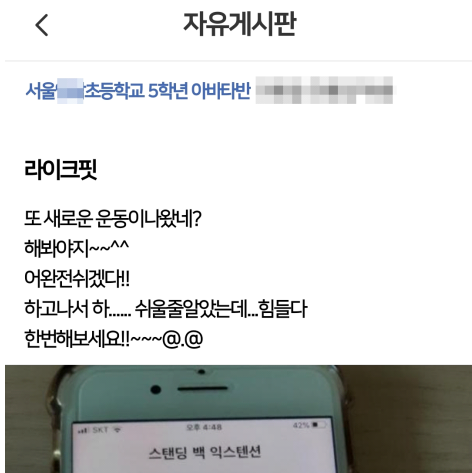 자유게시판
서울 초등학교 5학년 아바타반
라이크핏
또 새로운 운동이나왔네?
해봐야지~~^^
어완전쉬겠다!!
하고나서 하...... 쉬울줄알았는데...힘들다
한번해보세요!!~~~@.@
SKT 오후 4:48 42%
스탠딩 백 익스텐션